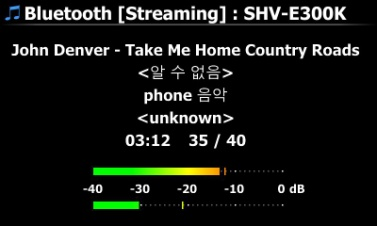 Bluetooth [Streaming] : SHV-E300K
John Denver - Take Me Home Country Roads
<알 수 없음>
phone 음악
<unknown>
03:12 35 / 40
-40 -30 -20 -10 0 dB